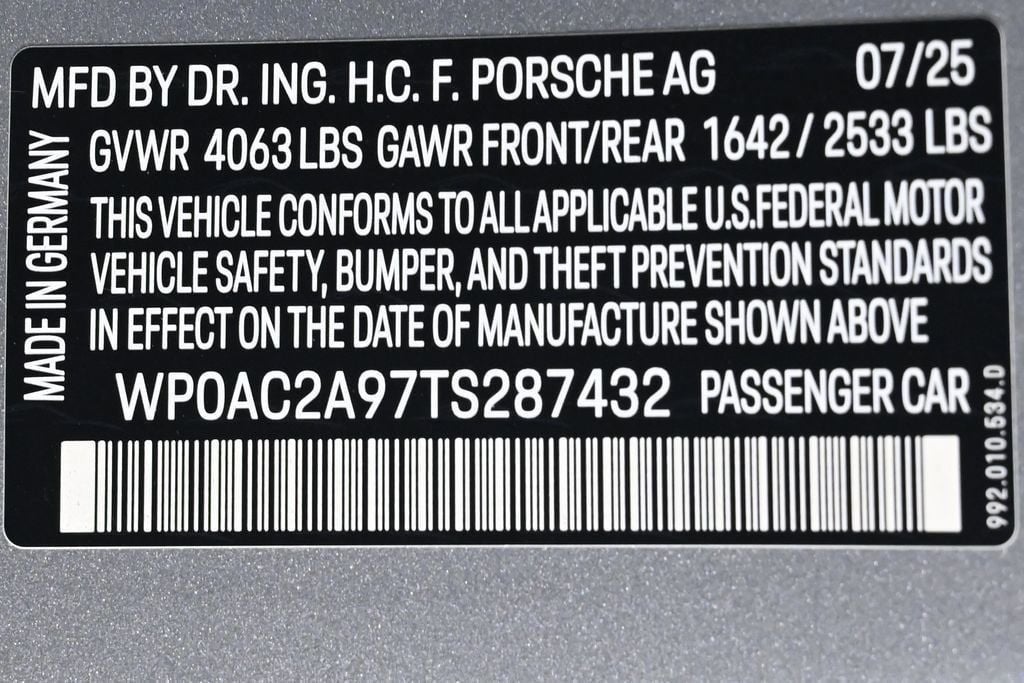 MFD BY DR. ING. H.C. F. PORSCHE AG 07/25
GVWR 4063 LBS GAWR FRONT/REAR 1642 / 2533 LBS
THIS VEHICLE CONFORMS TO ALL APPLICABLE U.S.FEDERAL MOTOR
VEHICLE SAFETY, BUMPER, AND THEFT PREVENTION STANDARDS
IN EFFECT ON THE DATE OF MANUFACTURE SHOWN ABOVE
WP0AC2A97TS287432 PASSENGER CAR
MADE IN GERMANY
992.010.534.D